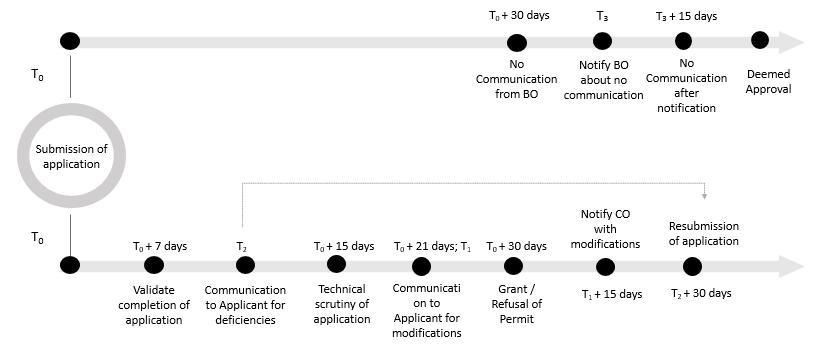 T₀ + 30 days
T₃
T₃ + 15 days
No
Communication
from BO
Notify BO
about no
communication
No
Communication
after
notification
Deemed
Approval
T₀
Submission of
application
T₀
T₀ + 7 days
T₂
T₀ + 15 days
T₀ + 21 days; T₁
T₀ + 30 days
Notify CO
with
modifications
Resubmission
of application
Validate
completion of
application
Communication
to Applicant for
deficiencies
Technical
scrutiny of
application
Communicati
on to
Applicant for
modifications
Grant /
Refusal of
Permit
T₁ + 15 days
T₂ + 30 days